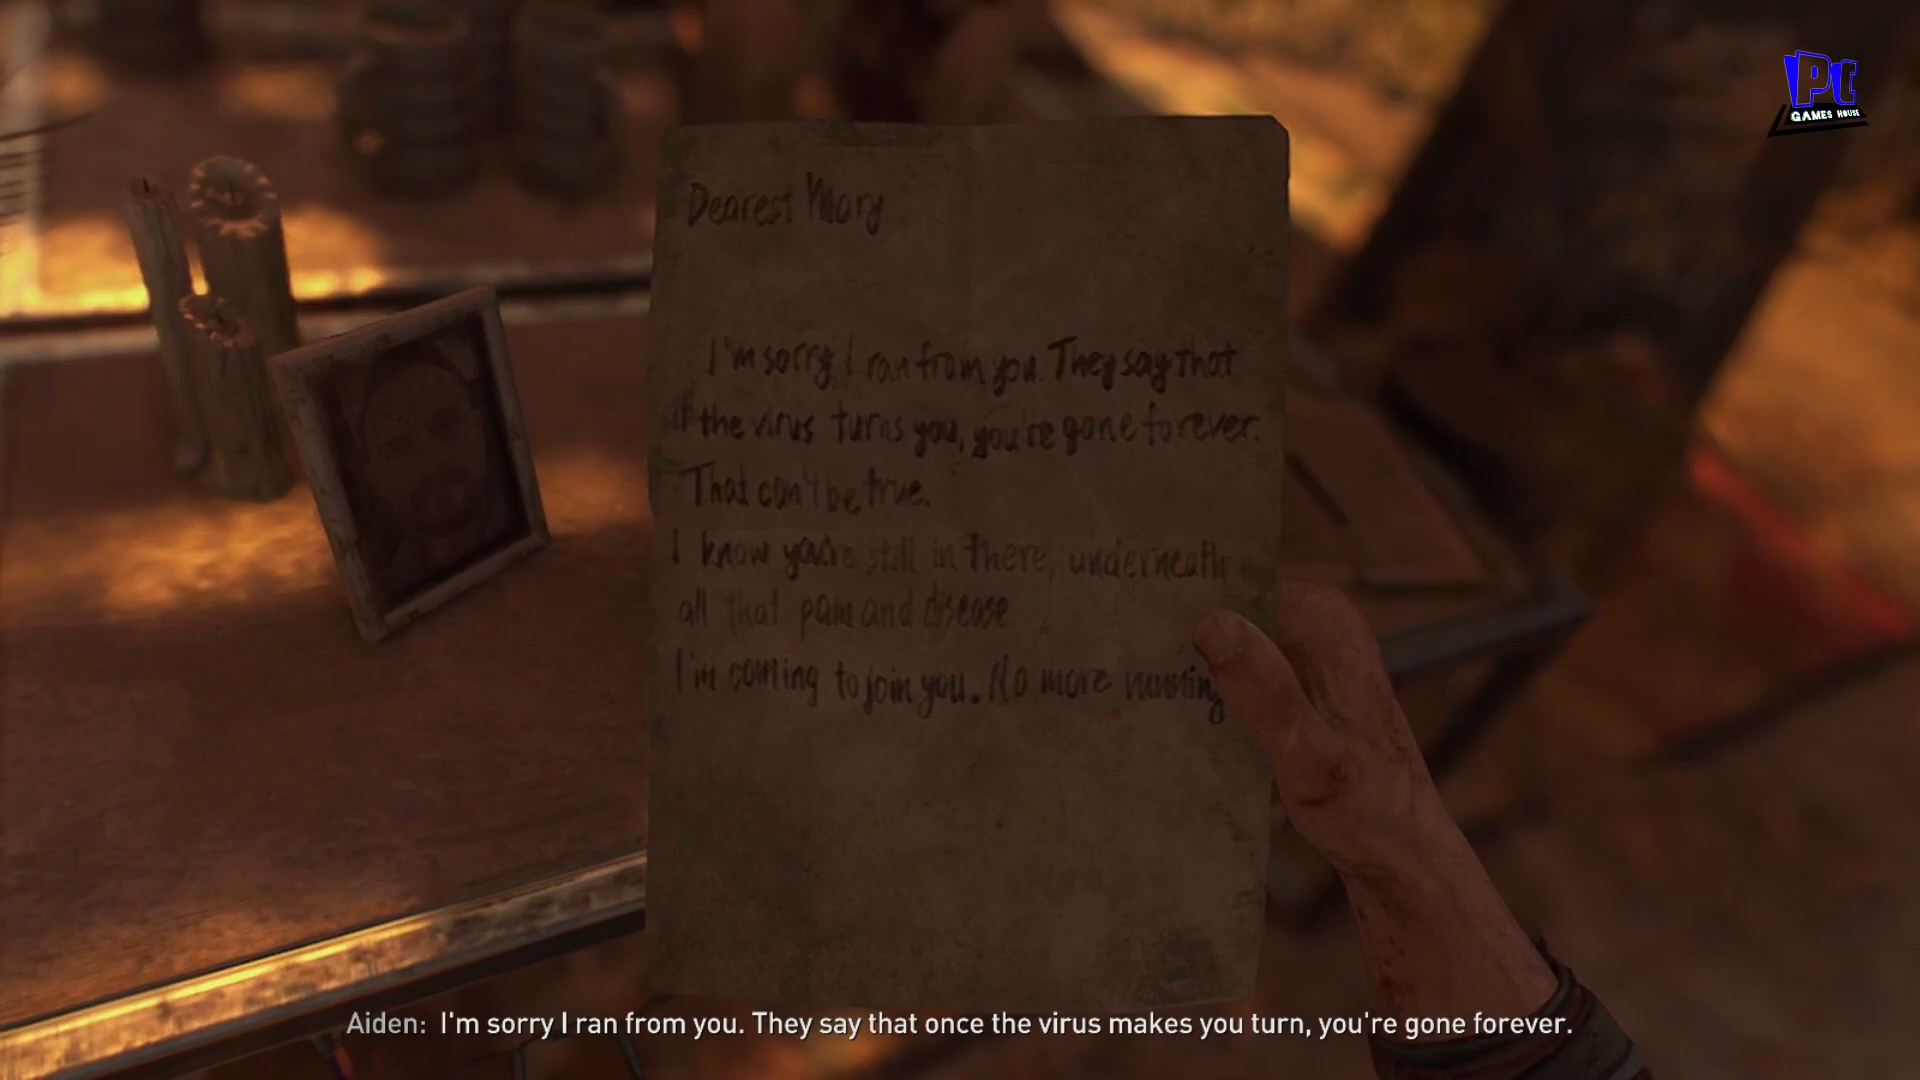 PC
GAMES HOUSE
Dearest Mary
I'm sorry I ran from you. They say that
if the virus turns you, you're gone forever.
That can't be true.
I know you're still in there, underneath
all that pain and disease.
I'm coming to join you. No more running
Aiden: I'm sorry I ran from you. They say that once the virus makes you turn, you're gone forever.